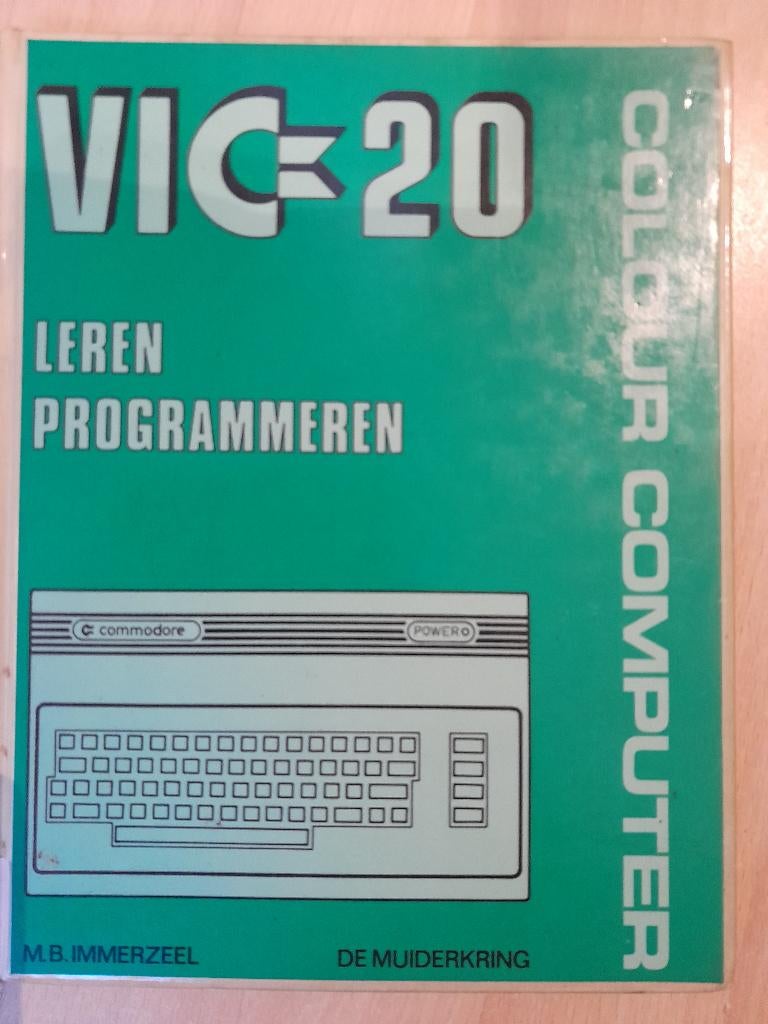 VIC-20
LEREN
PROGRAMMEREN
commodore
POWER
M.B. IMMERZEEL
DE MUIDERKRING
COLOUR COMPUTER